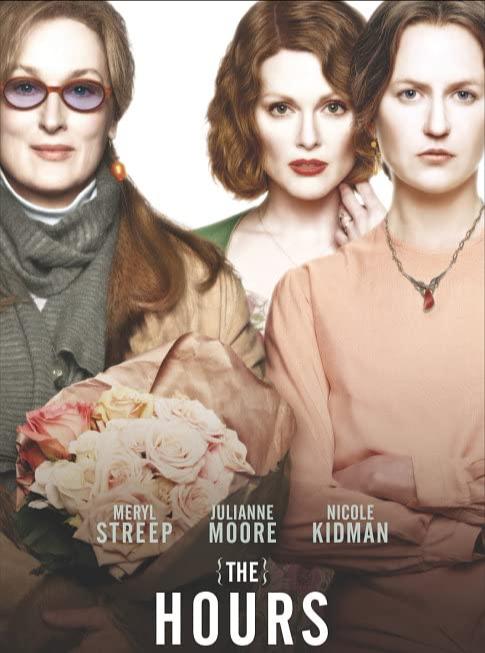 MERYL STREEP
JULIANNE MOORE
NICOLE KIDMAN
{THE}
HOURS